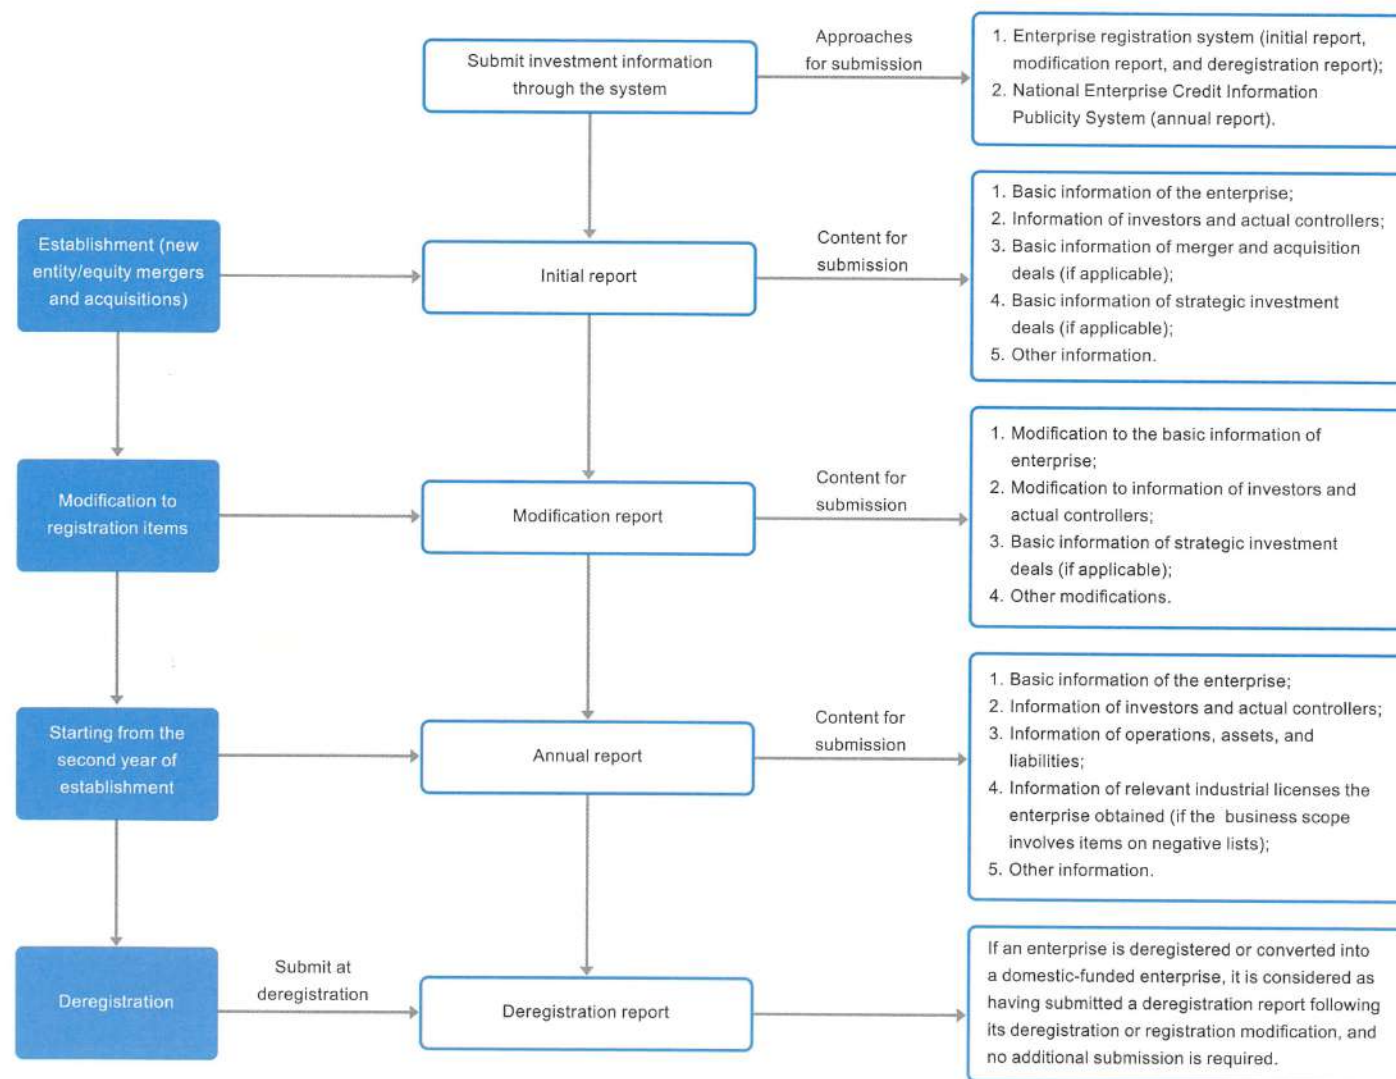 Submit investment information
through the system
Approaches
for submission
1. Enterprise registration system (initial report,
modification report, and deregistration report);
2. National Enterprise Credit Information
Publicity System (annual report).
Establishment (new
entity/equity mergers
and acquisitions)
Initial report
Content for
submission
1. Basic information of the enterprise;
2. Information of investors and actual controllers;
3. Basic information of merger and acquisition
deals (if applicable);
4. Basic information of strategic investment
deals (if applicable);
5. Other information.
Modification to
registration items
Modification report
Content for
submission
1. Modification to the basic information of
enterprise;
2. Modification to information of investors and
actual controllers;
3. Basic information of strategic investment
deals (if applicable);
4. Other modifications.
Starting from the
second year of
establishment
Annual report
Content for
submission
1. Basic information of the enterprise;
2. Information of investors and actual controllers;
3. Information of operations, assets, and
liabilities;
4. Information of relevant industrial licenses the
enterprise obtained (if the business scope
involves items on negative lists);
5. Other information.
Deregistration
Submit at
deregistration
Deregistration report
If an enterprise is deregistered or converted into
a domestic-funded enterprise, it is considered as
having submitted a deregistration report following
its deregistration or registration modification, and
no additional submission is required.